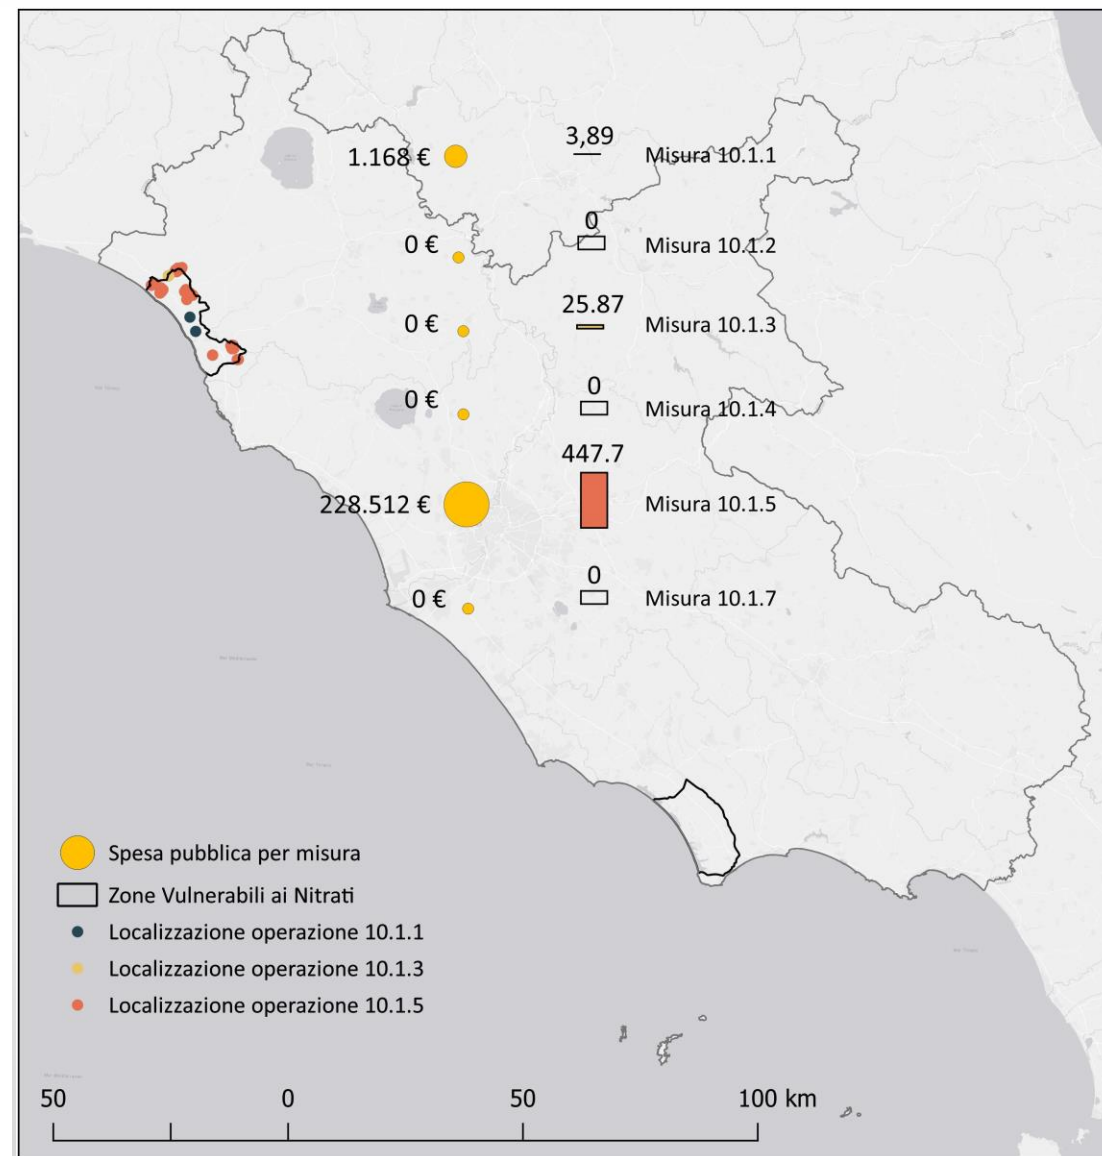 3,89
1.168 € Misura 10.1.1
0
0 € Misura 10.1.2
25.87
0 € Misura 10.1.3
0
0 € Misura 10.1.4
447.7
228.512 € Misura 10.1.5
0
0 € Misura 10.1.7
Spesa pubblica per misura
Zone Vulnerabili ai Nitrati
Localizzazione operazione 10.1.1
Localizzazione operazione 10.1.3
Localizzazione operazione 10.1.5
50 0 50 100 km